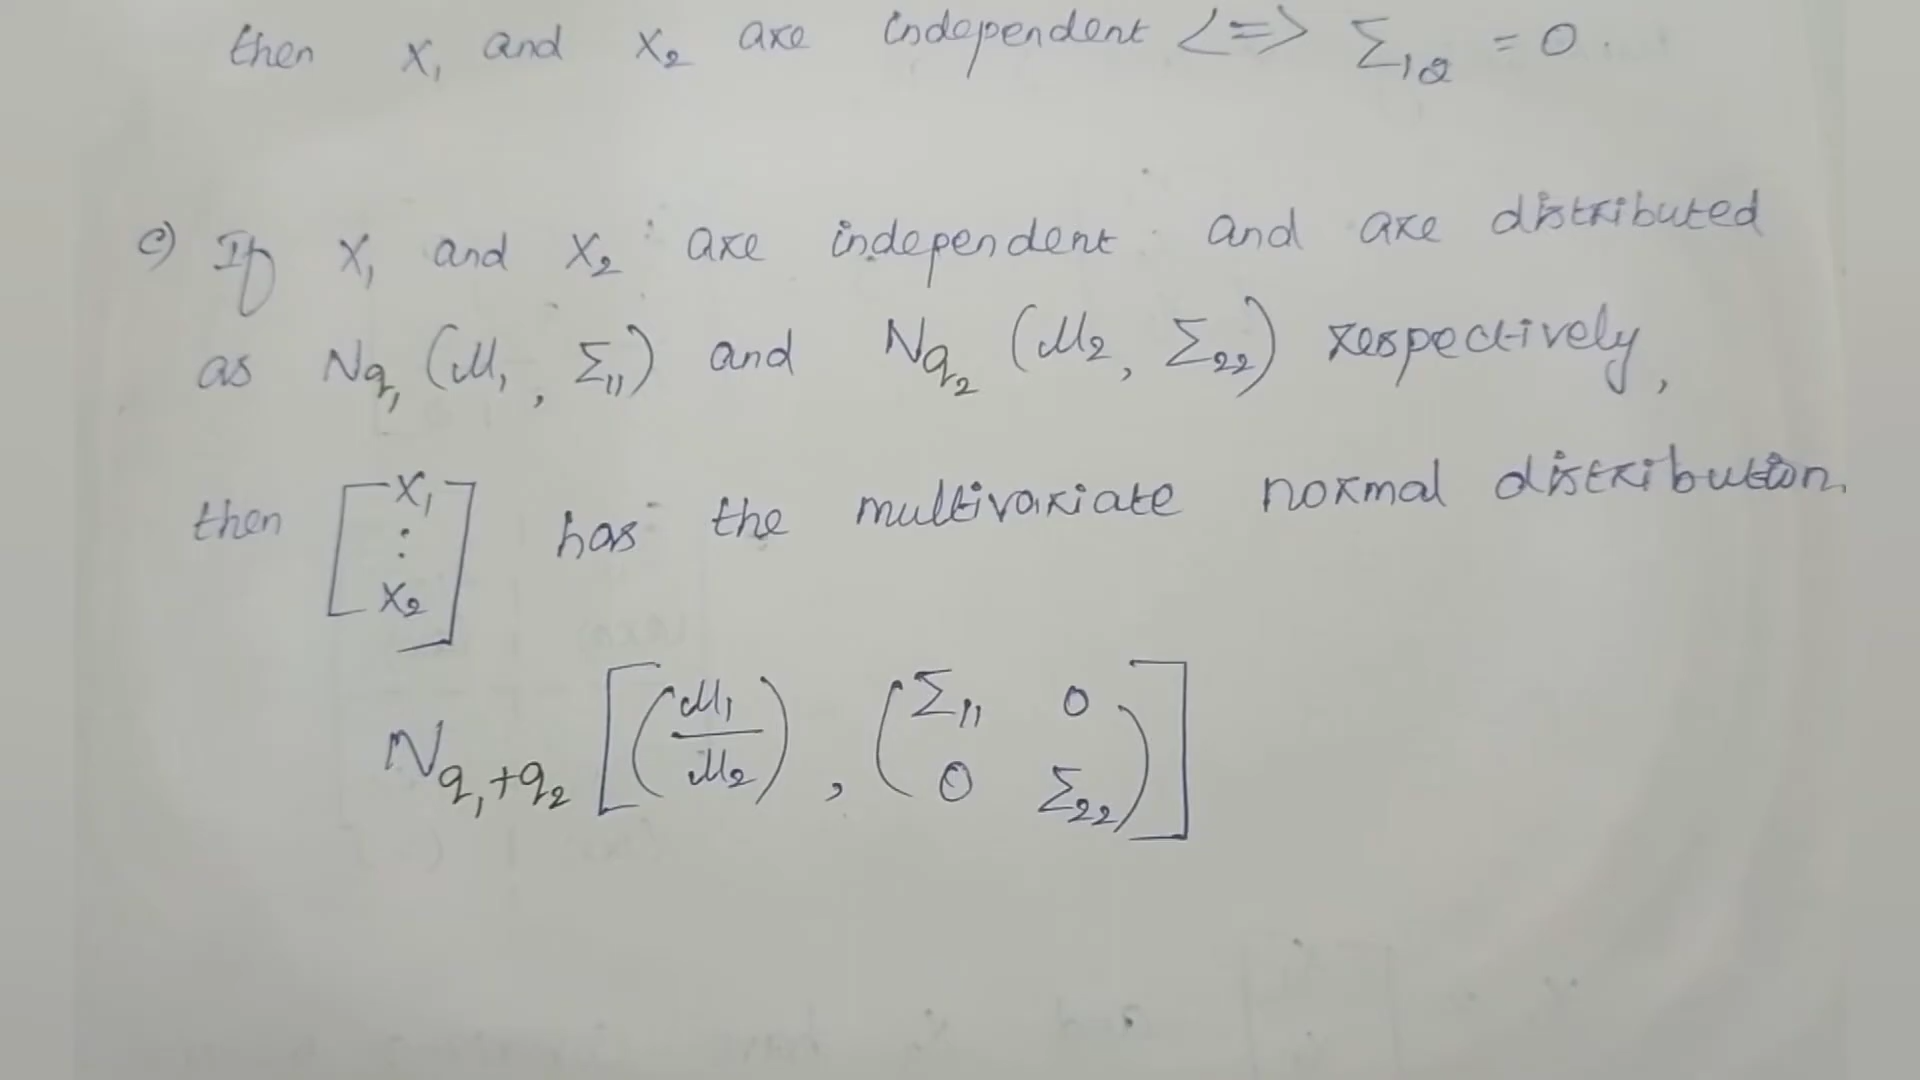 then X₁ and X₂ are independent <=> Σ₁₂ = 0
c) If X₁ and X₂ are independent and are distributed
as N_q₁ (μ₁, Σ₁₁) and N_q₂ (μ₂, Σ₂₂) respectively,
then [X₁ ⋮ X₂] has the multivariate normal distribution.
N_q₁+q₂ [(μ₁/μ₂), (Σ₁₁ 0 0 Σ₂₂)]